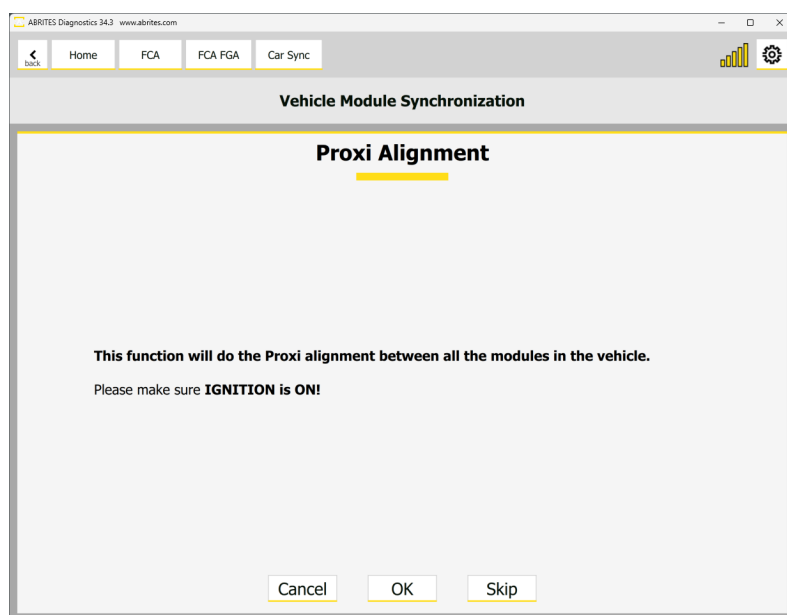 ABRITES Diagnostics 34.3 www.abrites.com
back Home FCA FCA FGA Car Sync
Vehicle Module Synchronization
Proxi Alignment
This function will do the Proxi alignment between all the modules in the vehicle.
Please make sure IGNITION is ON!
Cancel OK Skip